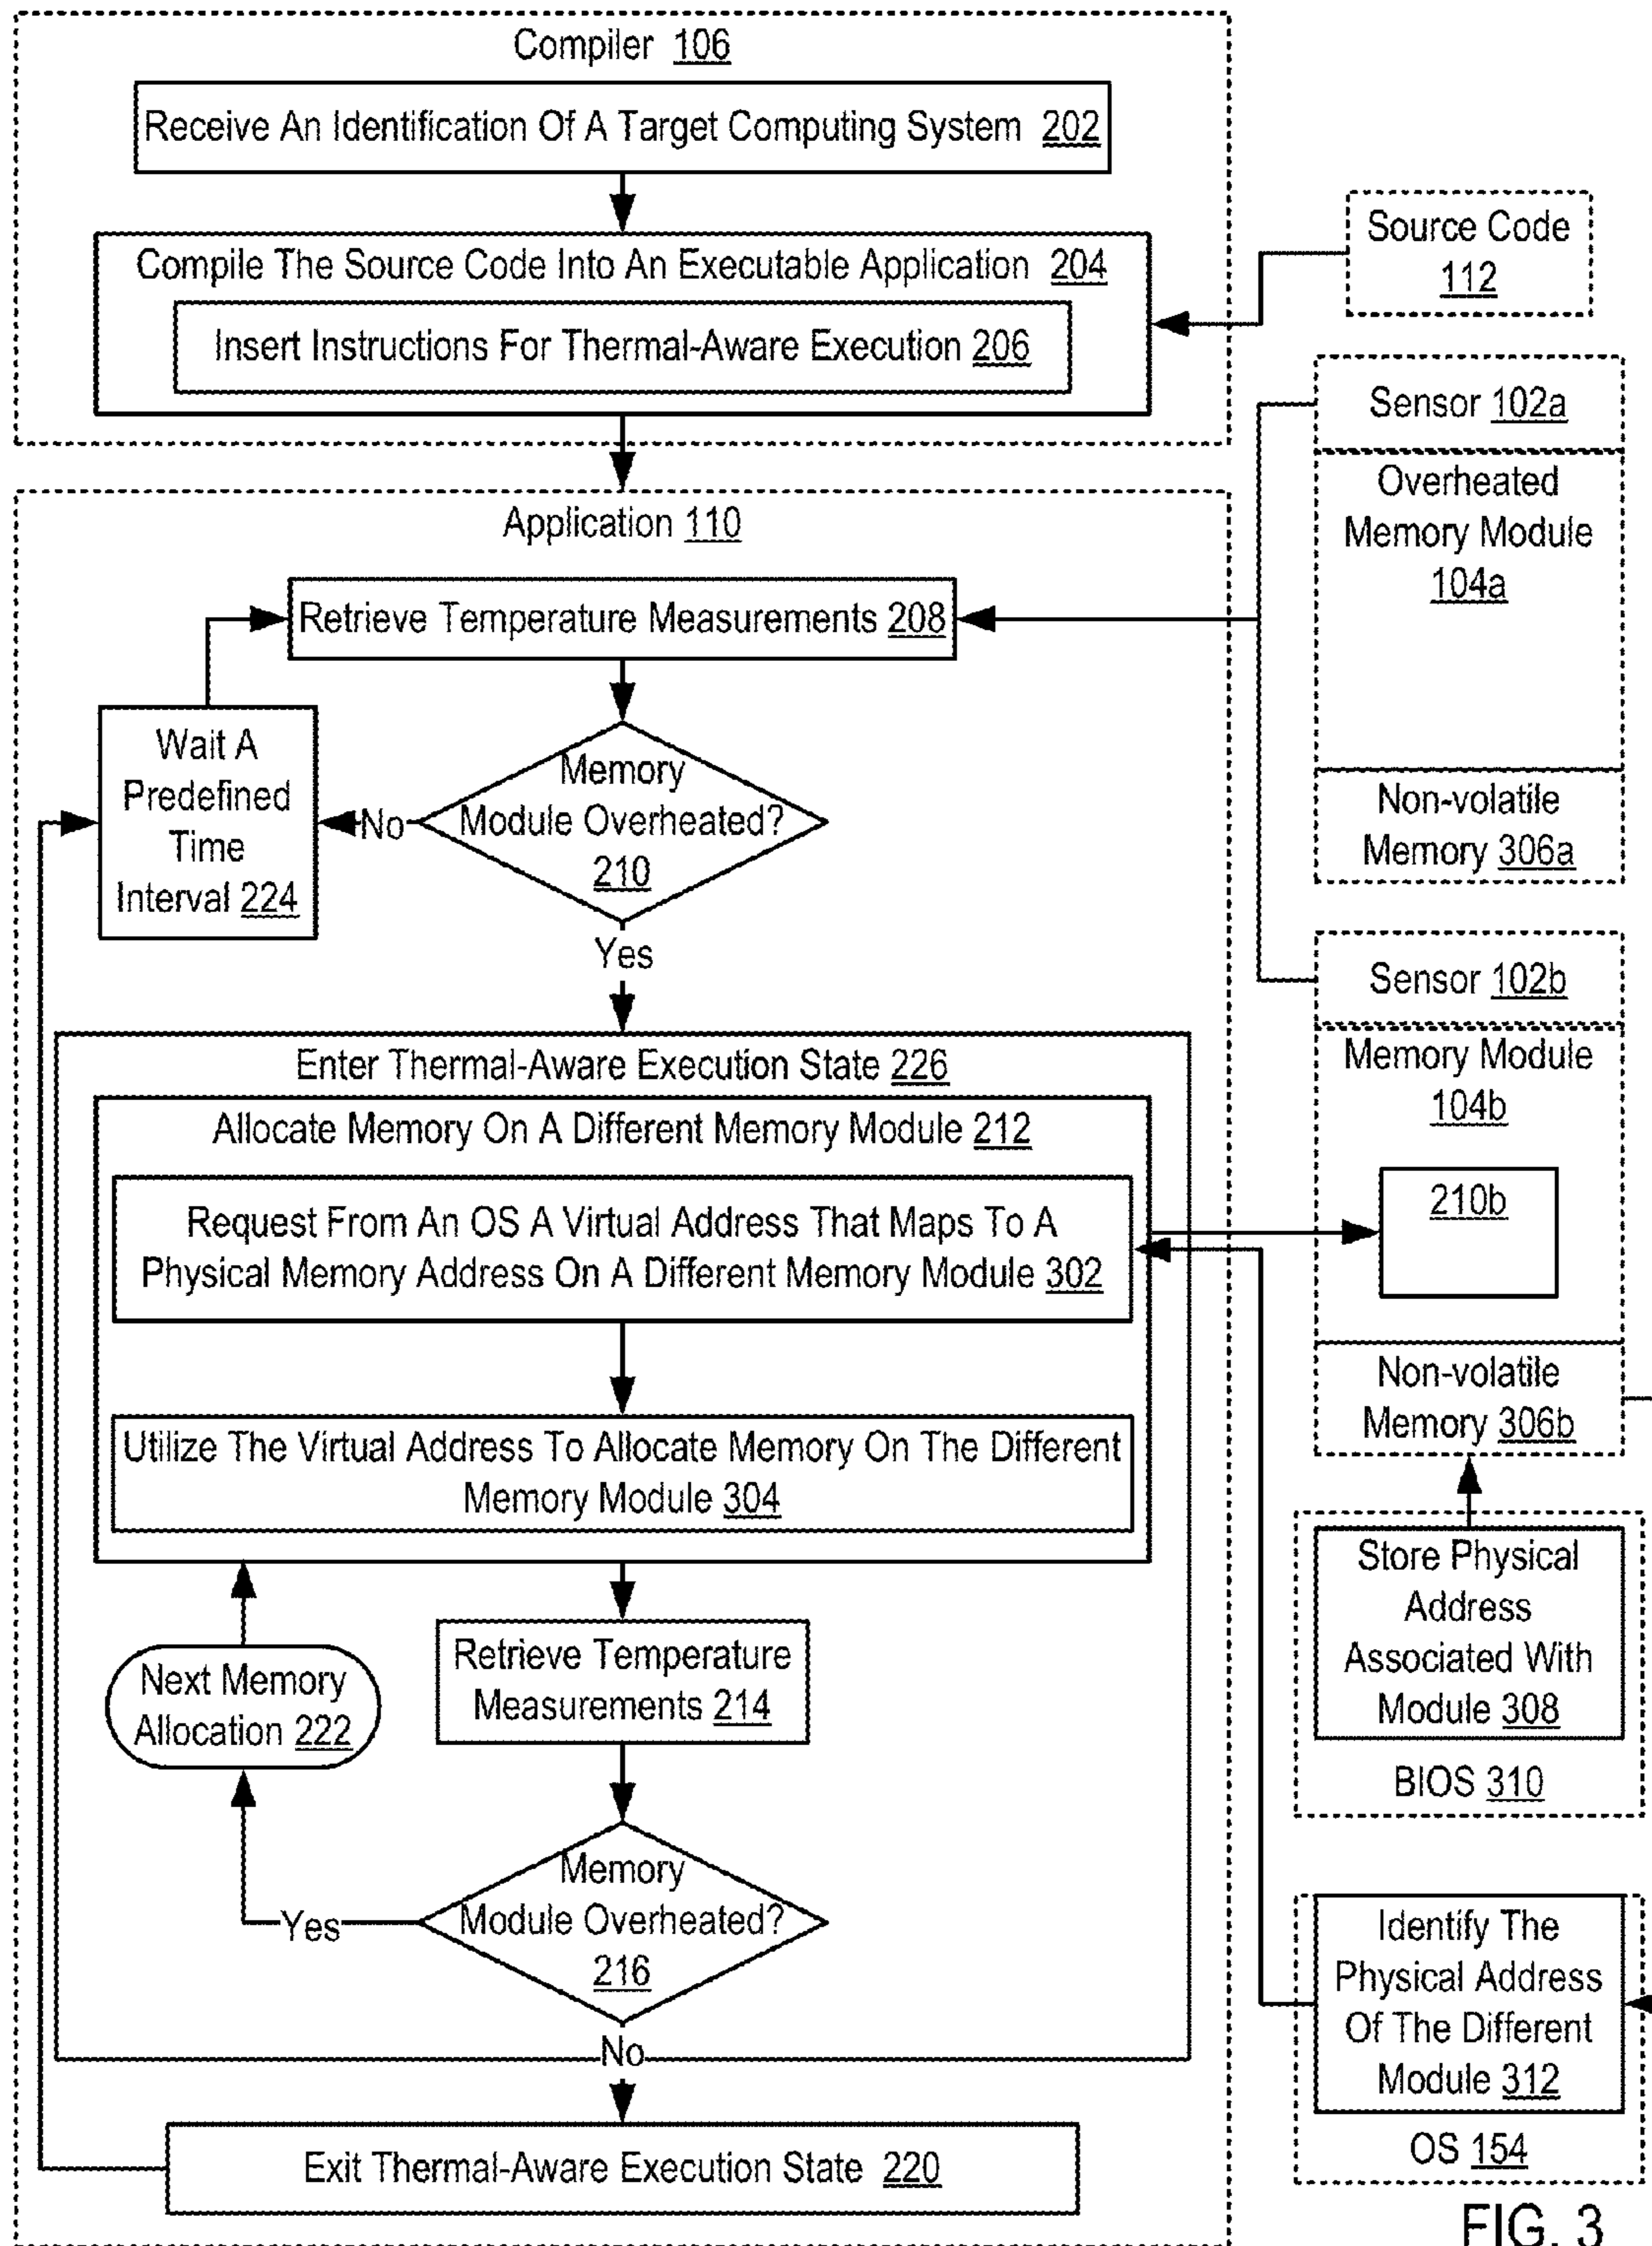 Compiler 106
Receive An Identification Of A Target Computing System 202
Compile The Source Code Into An Executable Application 204
Insert Instructions For Thermal-Aware Execution 206
Source Code
112
Sensor 102a
Overheated
Memory Module
104a
Non-volatile
Memory 306a
Application 110
Retrieve Temperature Measurements 208
Wait A
Predefined
Time
Interval 224
No
Memory
Module Overheated?
210
Yes
Sensor 102b
Memory Module
104b
210b
Non-volatile
Memory 306b
Enter Thermal-Aware Execution State 226
Allocate Memory On A Different Memory Module 212
Request From An OS A Virtual Address That Maps To A
Physical Memory Address On A Different Memory Module 302
Utilize The Virtual Address To Allocate Memory On The Different
Memory Module 304
Store Physical
Address
Associated With
Module 308
BIOS 310
Next Memory
Allocation 222
Retrieve Temperature
Measurements 214
Memory
Module Overheated?
216
Yes
No
Identify The
Physical Address
Of The Different
Module 312
OS 154
Exit Thermal-Aware Execution State 220
FIG. 3